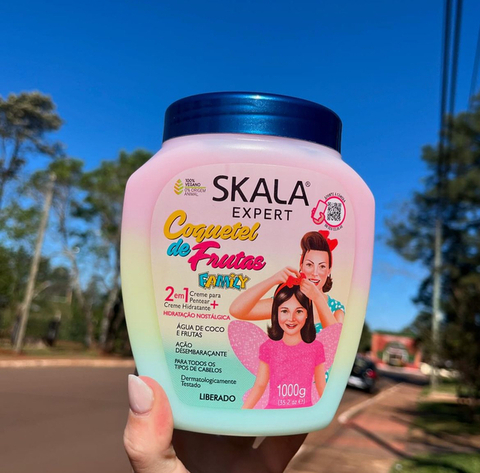 100%
VEGANO
SKALA®
EXPERT
Coquetel
de Frutas
FAMILY
2 em 1 Creme para
Pentear +
Creme Hidratante
HIDRATAÇÃO NOSTÁLGICA
ÁGUA DE COCO
E FRUTAS
AÇÃO
DESEMBARAÇANTE
PARA TODOS OS
TIPOS DE CABELOS
Dermatologicamente
Testado
LIBERADO
1000g